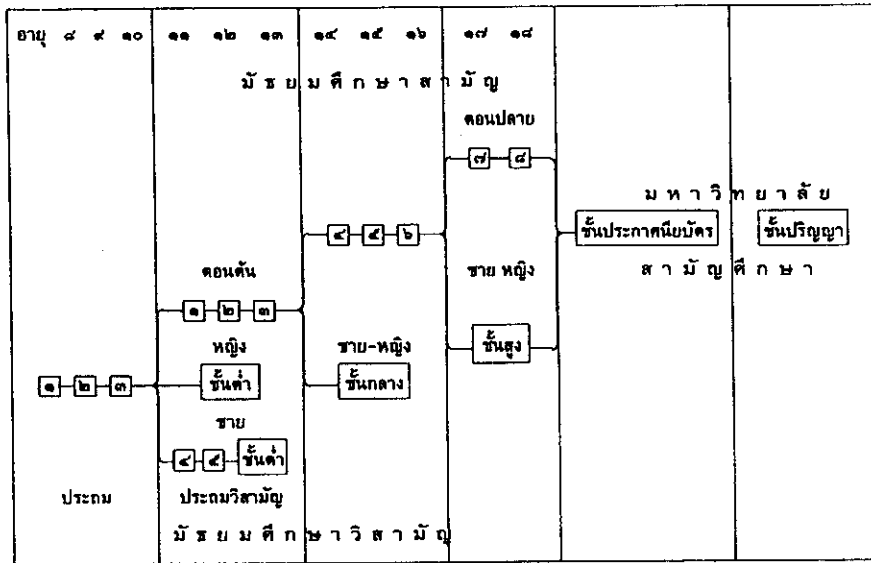 อายุ ๘ ๙ ๑๐ ๑๑ ๑๒ ๑๓ ๑๔ ๑๕ ๑๖ ๑๗ ๑๘
มัธยมศึกษาสามัญ
ตอนปลาย
๗ ๘
มหาวิทยาลัย
๔ ๕ ๖ ชั้นประกาศนียบัตร ชั้นปริญญา
ตอนต้น ชาย หญิง สามัญศึกษา
๑ ๒ ๓
หญิง ชาย-หญิง ชั้นสูง
๑ ๒ ๓ ชั้นต่ำ ชั้นกลาง
ชาย
๔ ๕ ชั้นต่ำ
ประถม ประถมวิสามัญ
มัธยมศึกษาวิสามัญ